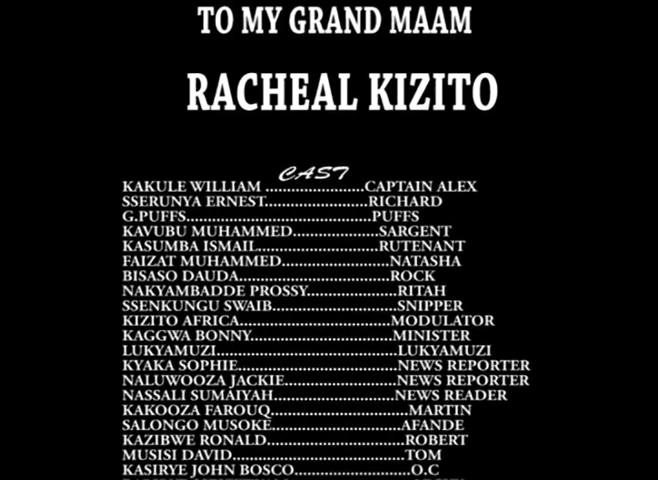 TO MY GRAND MAAM
RACHEAL KIZITO
CAST
KAKULE WILLIAM ......................CAPTAIN ALEX
SSERUNYA ERNEST.......................RICHARD
G.PUFFS.........................................PUFFS
KAVUBU MUHAMMED...................SARGENT
KASUMBA ISMAIL...........................RUTENANT
FAIZAT MUHAMMED........................NATASHA
BISASO DAUDA..................................ROCK
NAKYAMBADDE PROSSY....................RITAH
SSENKUNGU SWAIB............................SNIPPER
KIZITO AFRICA..................................MODULATOR
KAGGWA BONNY................................MINISTER
LUKYAMUZI........................................LUKYAMUZI
KYAKA SOPHIE...................................NEWS REPORTER
NALUWOOZA JACKIE.........................NEWS REPORTER
NASSALI SUMAIYAH...........................NEWS READER
KAKOOZA FAROUQ...............................MARTIN
SALONGO MUSOKE.............................AFANDE
KAZIBWE RONALD...............................ROBERT
MUSISI DAVID......................................TOM
KASIRYE JOHN BOSCO..........................O.C